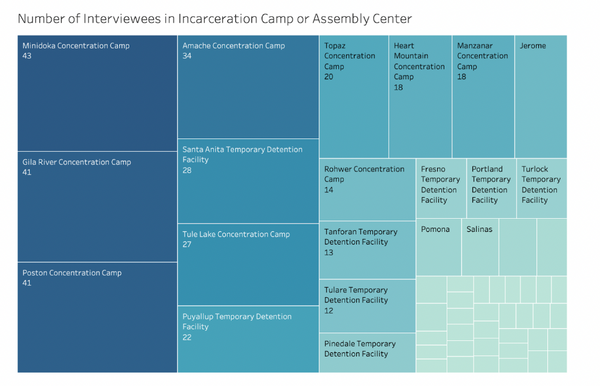 Number of Interviewees in Incarceration Camp or Assembly Center
Minidoka Concentration Camp
43
Gila River Concentration Camp
41
Poston Concentration Camp
41
Amache Concentration Camp
34
Santa Anita Temporary Detention
Facility
28
Tule Lake Concentration Camp
27
Puyallup Temporary Detention
Facility
22
Topaz
Concentration
Camp
20
Heart
Mountain
Concentration
Camp
18
Manzanar
Concentration
Camp
18
Jerome
Rohwer Concentration
Camp
14
Tanforan Temporary
Detention Facility
13
Tulare Temporary
Detention Facility
12
Pinedale Temporary
Detention Facility
Fresno
Temporary
Detention
Facility
Portland
Temporary
Detention
Facility
Turlock
Temporary
Detention
Facility
Pomona
Salinas